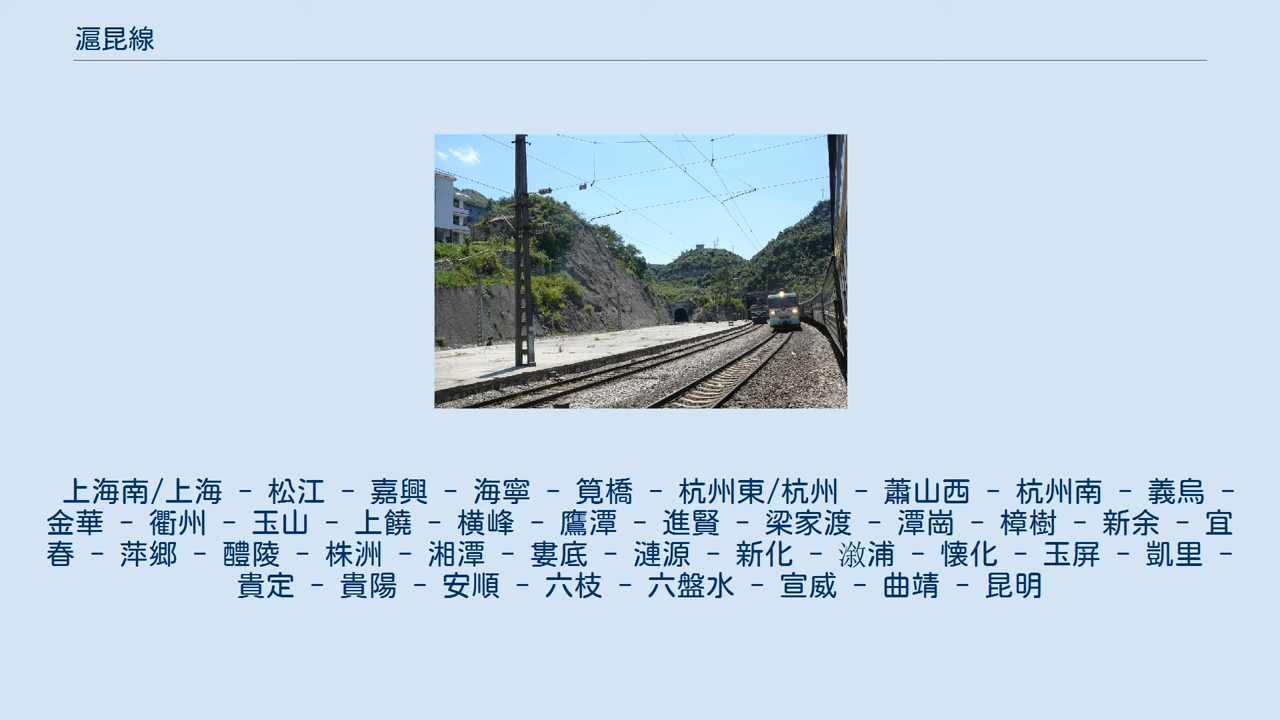 滬昆線
上海南/上海 - 松江 - 嘉興 - 海寧 - 筧橋 - 杭州東/杭州 - 蕭山西 - 杭州南 - 義烏 -
金華 - 衢州 - 玉山 - 上饒 - 横峰 - 鷹潭 - 進賢 - 梁家渡 - 潭崗 - 樟樹 - 新余 - 宜
春 - 萍郷 - 醴陵 - 株洲 - 湘潭 - 婁底 - 漣源 - 新化 - 漵浦 - 懐化 - 玉屏 - 凱里 -
貴定 - 貴陽 - 安順 - 六枝 - 六盤水 - 宣威 - 曲靖 - 昆明